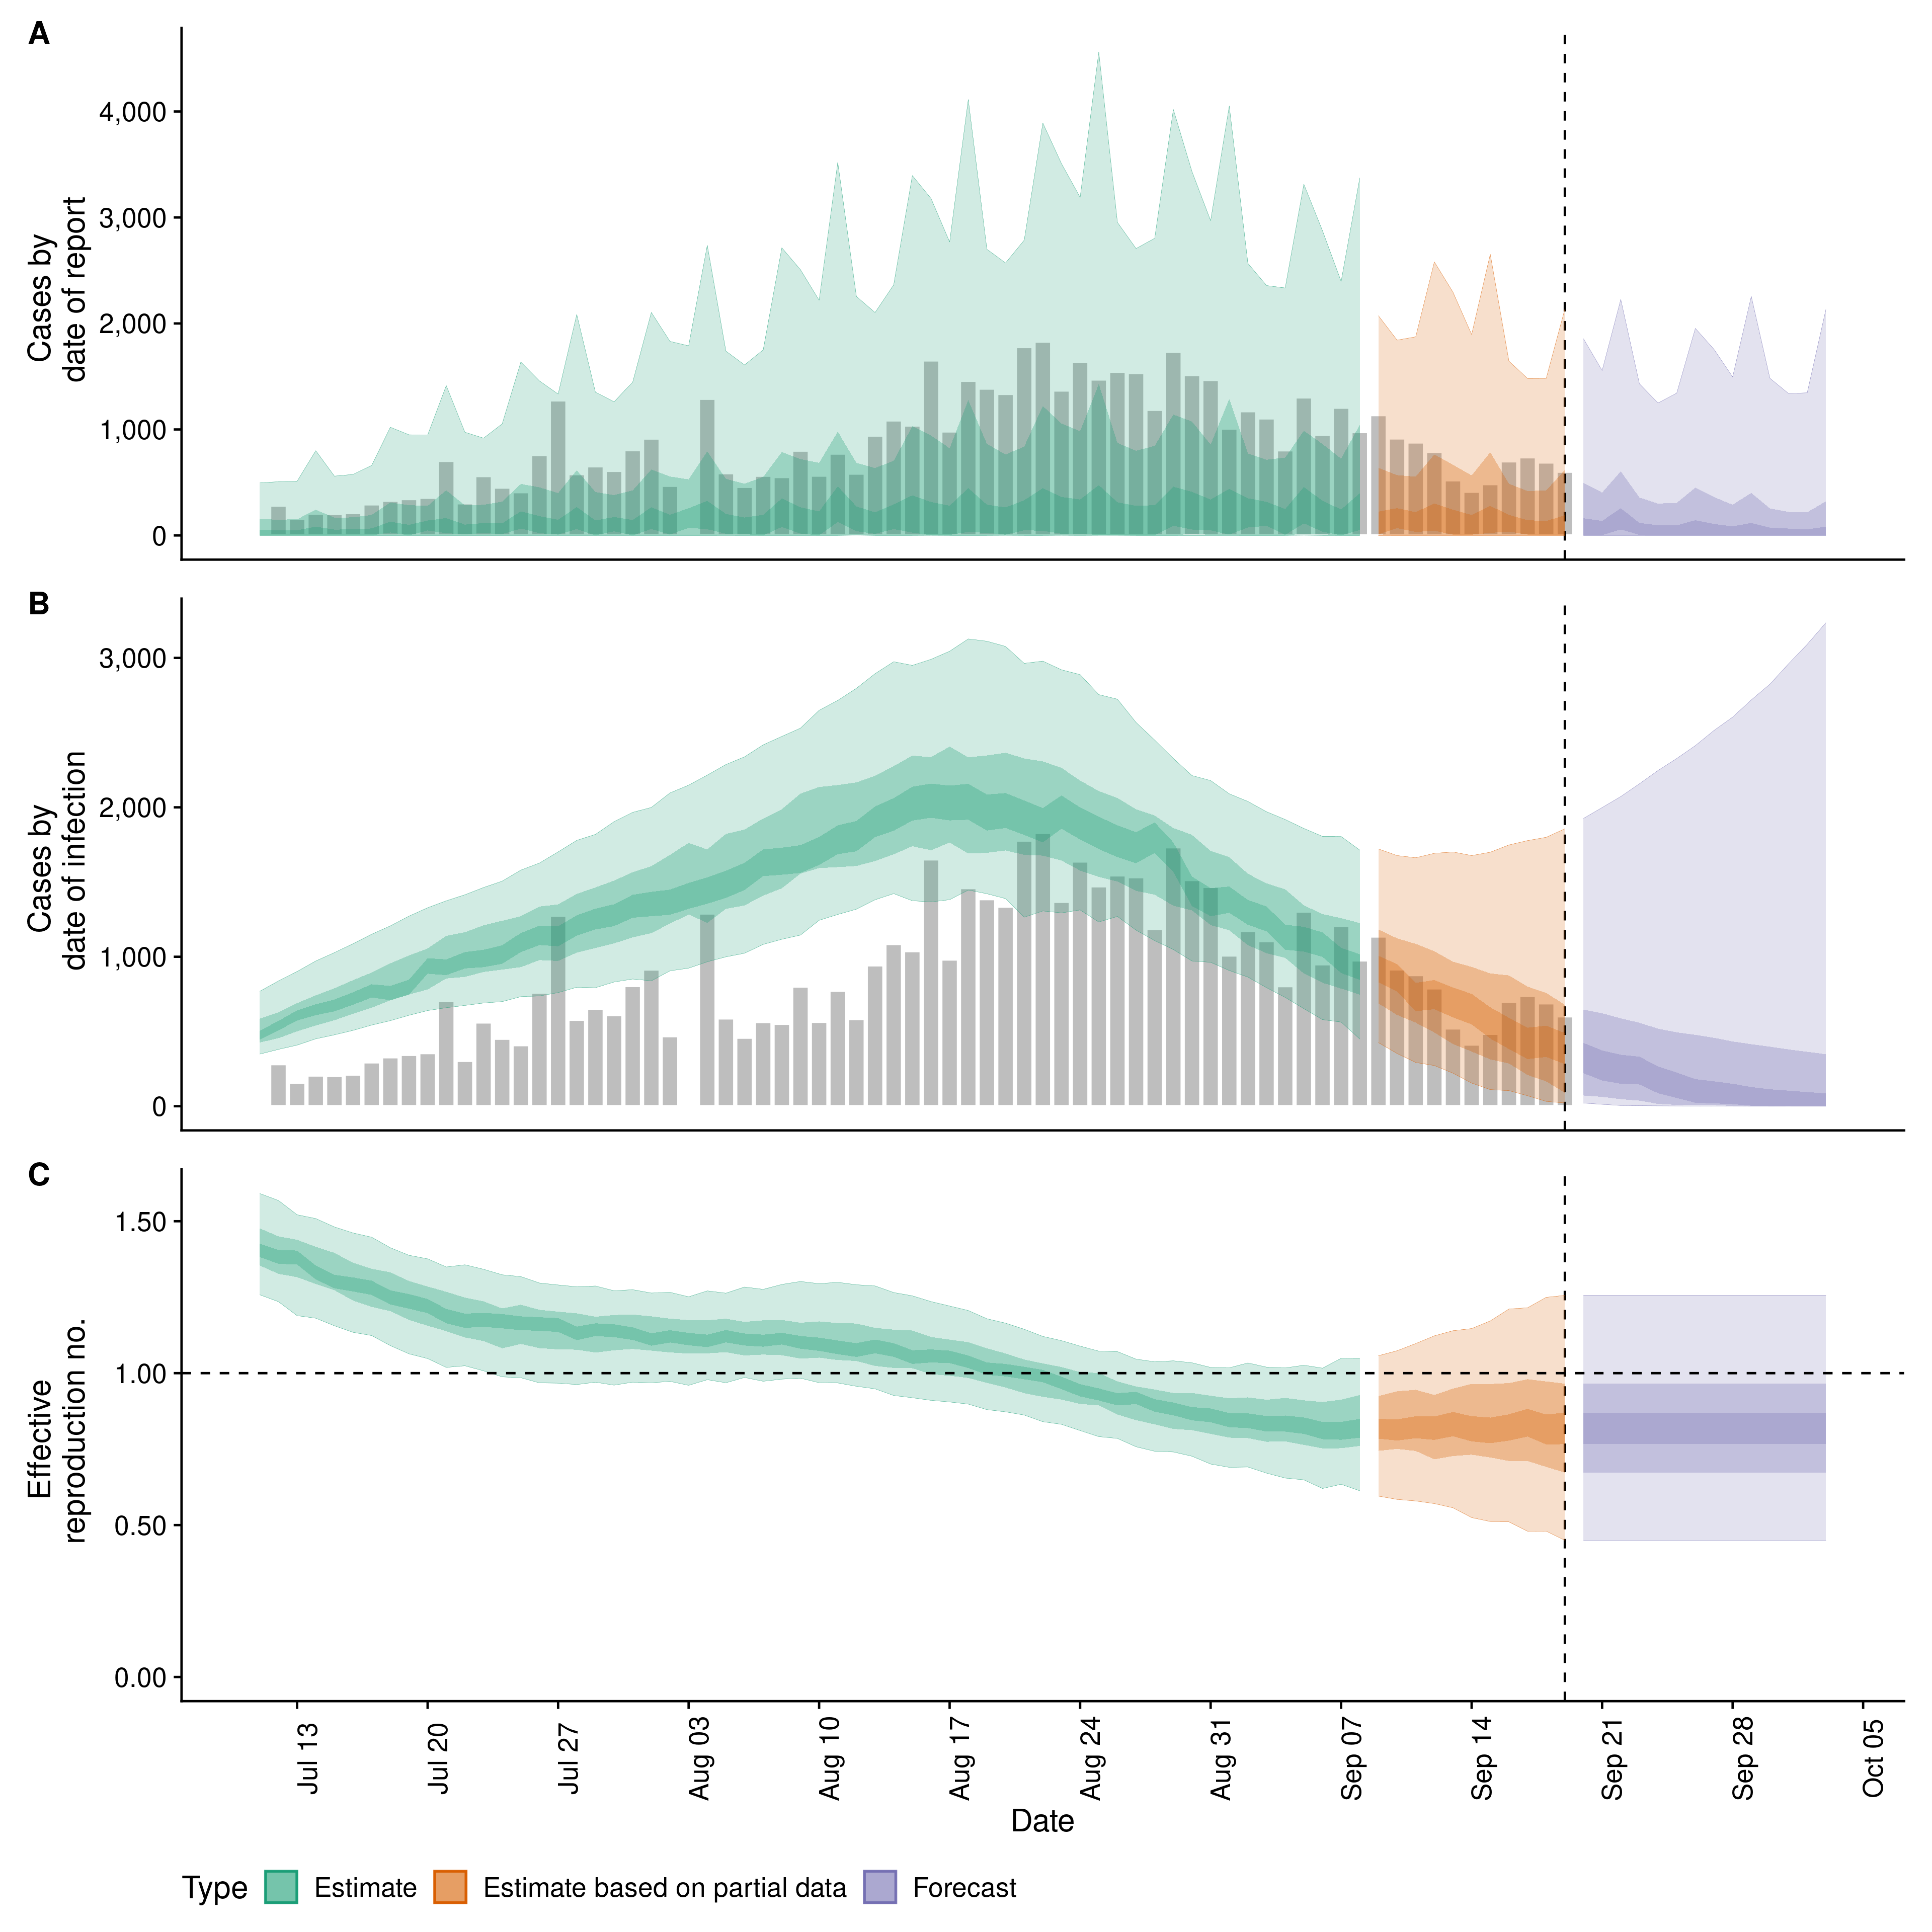 A
Cases by
date of report
4,000
3,000
2,000
1,000
0
B
Cases by
date of infection
3,000
2,000
1,000
0
C
Effective
reproduction no.
1.50
1.00
0.50
0.00
Jul 13
Jul 20
Jul 27
Aug 03
Aug 10
Aug 17
Aug 24
Aug 31
Sep 07
Sep 14
Sep 21
Sep 28
Oct 05
Date
Type Estimate Estimate based on partial data Forecast